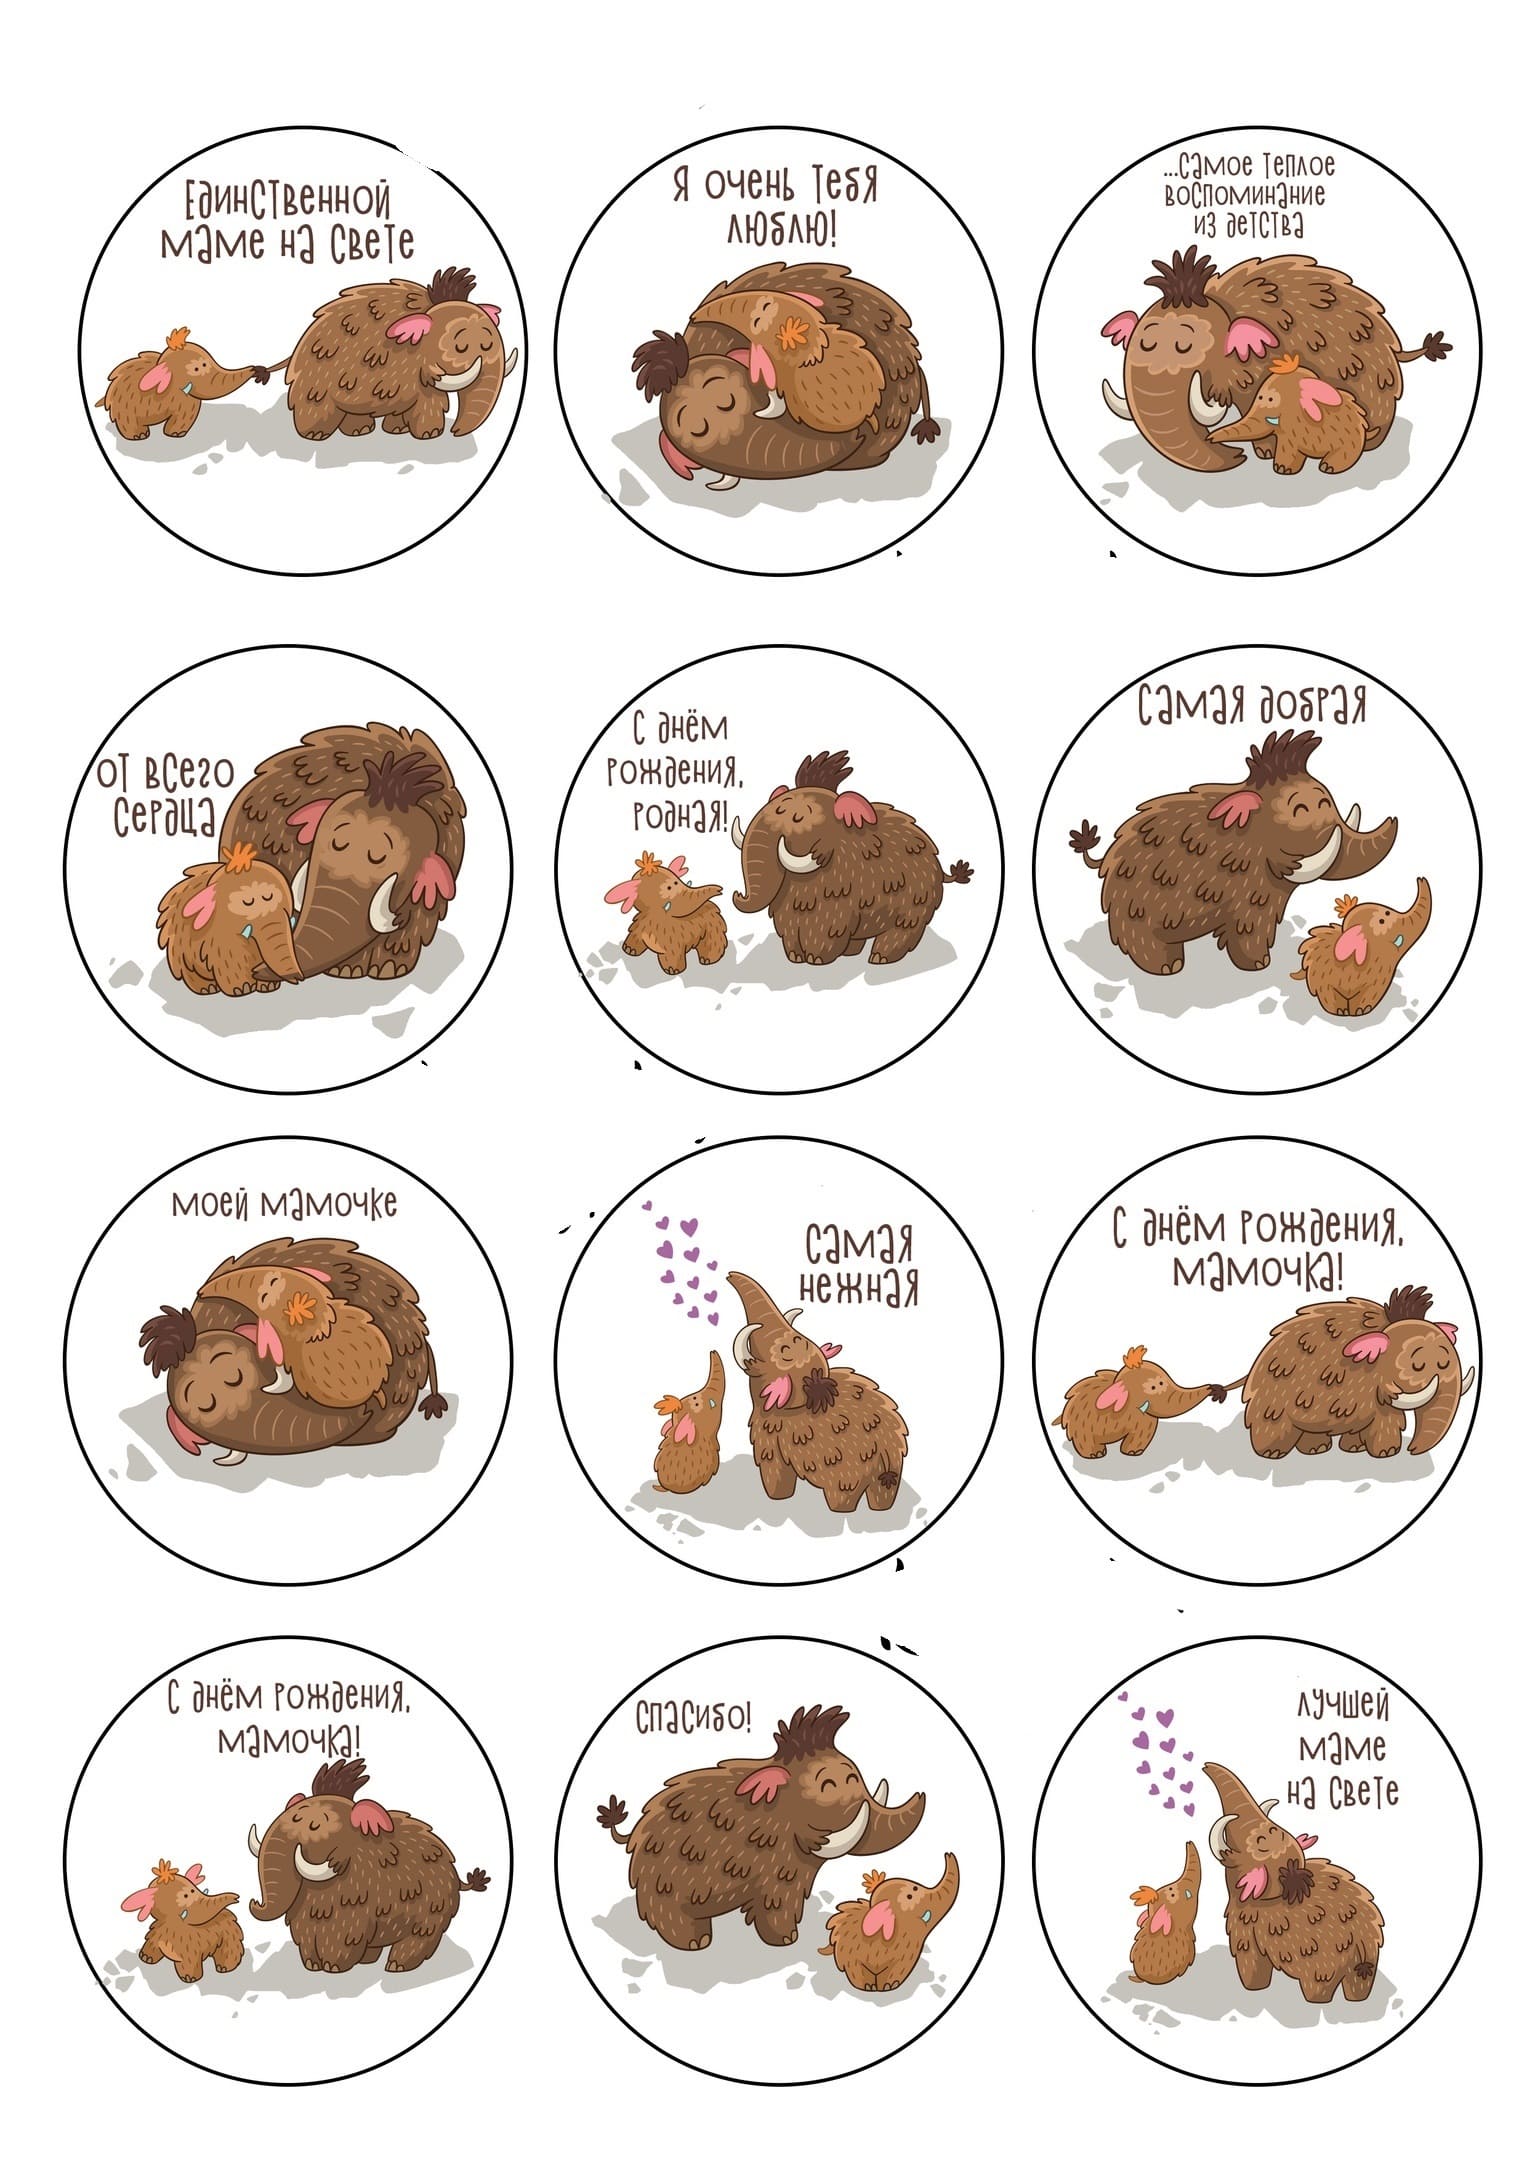 Единственной
маме на свете
Я очень тебя
люблю!
...самое теплое
воспоминание
из детства
От всего
сердца
С днём
рождения,
родная!
Самая добрая
Моей мамочке
Самая
нежная
С днём рождения,
мамочка!
С днём рождения,
мамочка!
Спасибо!
Лучшей
маме
на свете